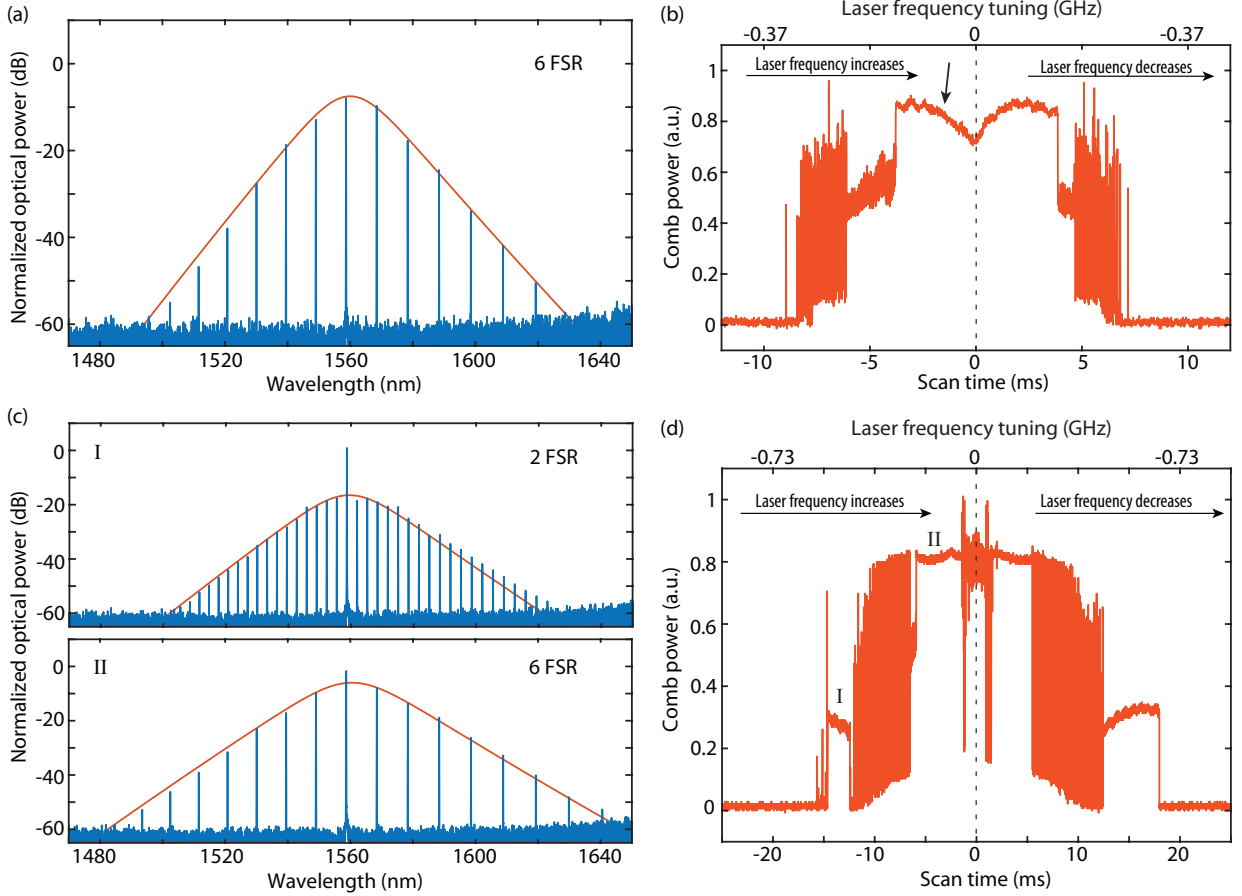 (a)
6 FSR
Normalized optical power (dB)
0
-20
-40
-60
1480
1520
1560
1600
1640
Wavelength (nm)
(b)
Laser frequency tuning (GHz)
-0.37
0
-0.37
Laser frequency increases
Laser frequency decreases
Comb power (a.u.)
1
0.8
0.6
0.4
0.2
0
-10
-5
0
5
10
Scan time (ms)
(c)
I
2 FSR
Normalized optical power (dB)
0
-20
-40
-60
II
6 FSR
0
-20
-40
-60
1480
1520
1560
1600
1640
Wavelength (nm)
(d)
Laser frequency tuning (GHz)
-0.73
0
-0.73
Laser frequency increases
Laser frequency decreases
II
I
Comb power (a.u.)
1
0.8
0.6
0.4
0.2
0
-20
-10
0
10
20
Scan time (ms)